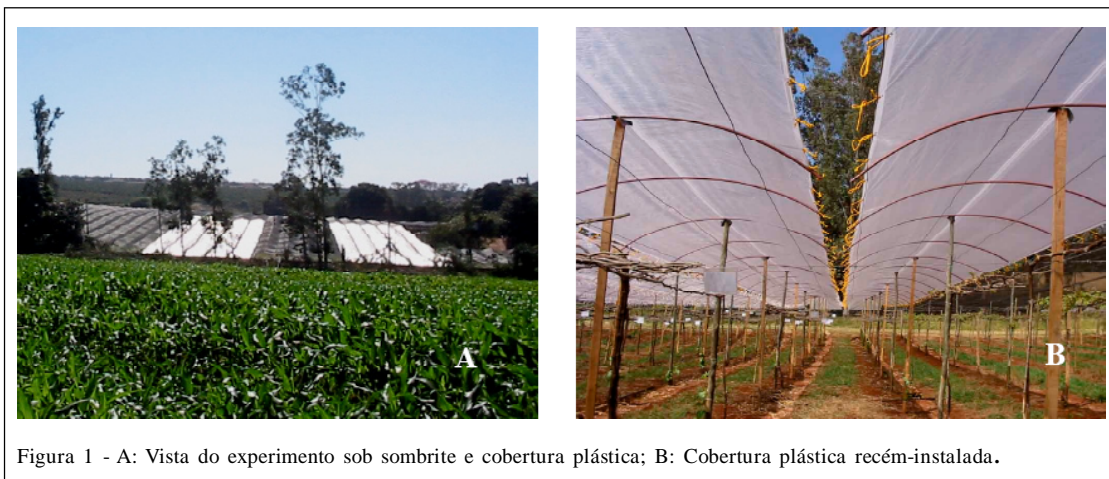 A
B
Figura 1 - A: Vista do experimento sob sombrite e cobertura plástica; B: Cobertura plástica recém-instalada.